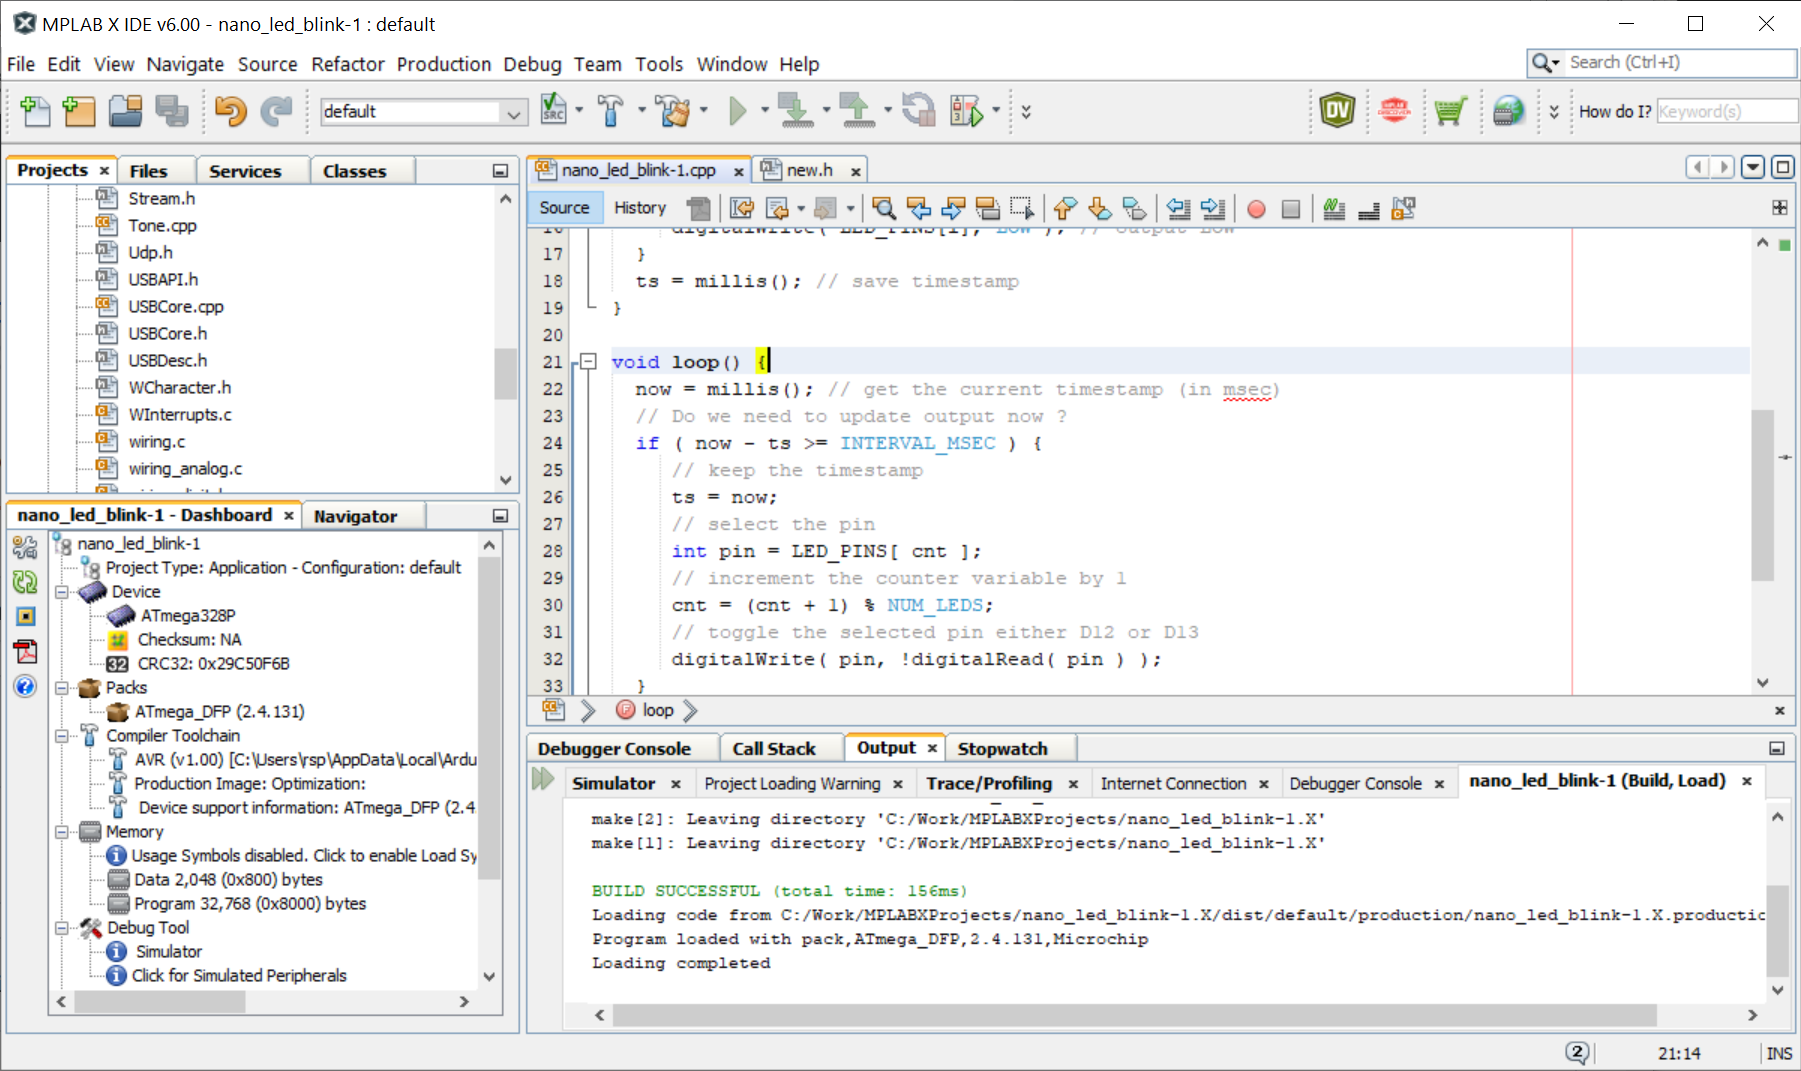 MPLAB X IDE v6.00 - nano_led_blink-1 : default
File Edit View Navigate Source Refactor Production Debug Team Tools Window Help
Search (Ctrl+I)
default
SRC
DV
How do I?
Keyword(s)
Projects
Files
Services
Classes
Stream.h
Tone.cpp
Udp.h
USBAPI.h
USBCore.cpp
USBCore.h
USBDesc.h
WCharacter.h
WInterrupts.c
wiring.c
wiring_analog.c
nano_led_blink-1 - Dashboard
Navigator
nano_led_blink-1
Project Type: Application - Configuration: default
Device
ATmega328P
Checksum: NA
32 CRC32: 0x29C50F6B
Packs
ATmega_DFP (2.4.131)
Compiler Toolchain
AVR (v1.00) [C:\Users\rsp\AppData\Local\Ardu
Production Image: Optimization:
Device support information: ATmega_DFP (2.4
Memory
Usage Symbols disabled. Click to enable Load Sy
Data 2,048 (0x800) bytes
Program 32,768 (0x8000) bytes
Debug Tool
Simulator
Click for Simulated Peripherals
nano_led_blink-1.cpp
new.h
Source
History
16 digitalWrite( LED_PINS[i], LOW ); // output LOW
17 }
18 ts = millis(); // save timestamp
19 }
20
21 void loop() {
22 now = millis(); // get the current timestamp (in msec)
23 // Do we need to update output now ?
24 if ( now - ts >= INTERVAL_MSEC ) {
25 // keep the timestamp
26 ts = now;
27 // select the pin
28 int pin = LED_PINS[ cnt ];
29 // increment the counter variable by 1
30 cnt = (cnt + 1) % NUM_LEDS;
31 // toggle the selected pin either D12 or D13
32 digitalWrite( pin, !digitalRead( pin ) );
33 }
loop
Debugger Console
Call Stack
Output
Stopwatch
Simulator
Project Loading Warning
Trace/Profiling
Internet Connection
Debugger Console
nano_led_blink-1 (Build, Load)
make[2]: Leaving directory 'C:/Work/MPLABXProjects/nano_led_blink-1.X'
make[1]: Leaving directory 'C:/Work/MPLABXProjects/nano_led_blink-1.X'
BUILD SUCCESSFUL (total time: 156ms)
Loading code from C:/Work/MPLABXProjects/nano_led_blink-1.X/dist/default/production/nano_led_blink-1.X.productio
Program loaded with pack,ATmega_DFP,2.4.131,Microchip
Loading completed
2
21:14
INS